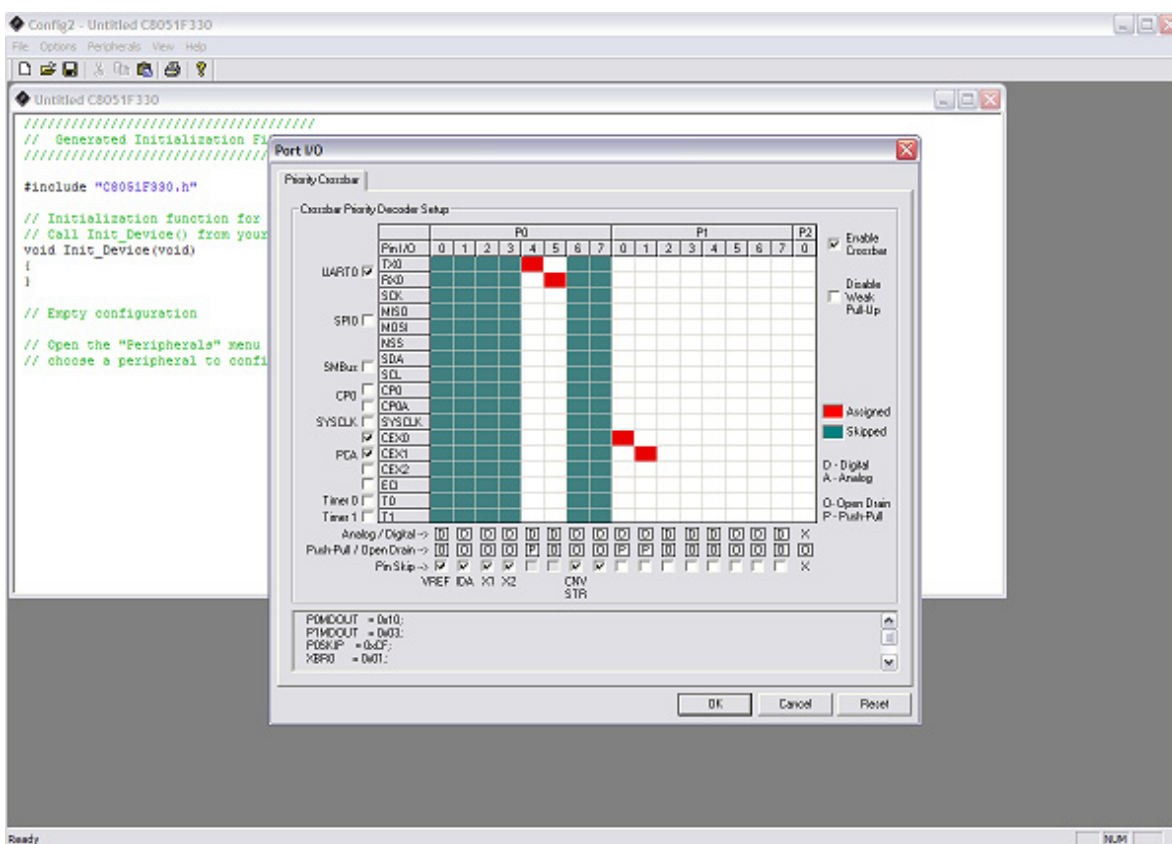 Config2 - Untitled C8051F330
File Options Peripherals View Help
Untitled C8051F330
/////////////////////////////////////
// Generated Initialization Fi
////////////////////////////////
#include "C8051F330.h"
// Initialization function for
// Call Init_Device() from your
void Init_Device(void)
{
}
// Empty configuration
// Open the "Peripherals" menu
// choose a peripheral to confi
Port I/O
Priority Crossbar
Crossbar Priority Decoder Setup
P0 P1 P2
Pin I/O 0 1 2 3 4 5 6 7 0 1 2 3 4 5 6 7 0
UART0 TX0
RX0
SCK
SPI0 MISO
MOSI
NSS
SMBus SDA
SCL
CP0 CP0
CP0A
SYSCLK SYSCLK
CEX0
PCA CEX1
CEX2
ECI
Timer 0 T0
Timer 1 T1
Analog / Digital -> D D D D D D D D D D D D D D D D X
Push-Pull / Open Drain -> O O O O P O O O P P O O O O O O O
Pin Skip -> X
VREF IDA X1 X2 CNV
STR
Enable
Crossbar
Disable
Weak
Pull-Up
Assigned
Skipped
D - Digital
A - Analog
O - Open Drain
P - Push-Pull
P0MDOUT = 0x10;
P1MDOUT = 0x03;
P0SKIP = 0xCF;
XBR0 = 0x01;
OK Cancel Reset
Ready NUM